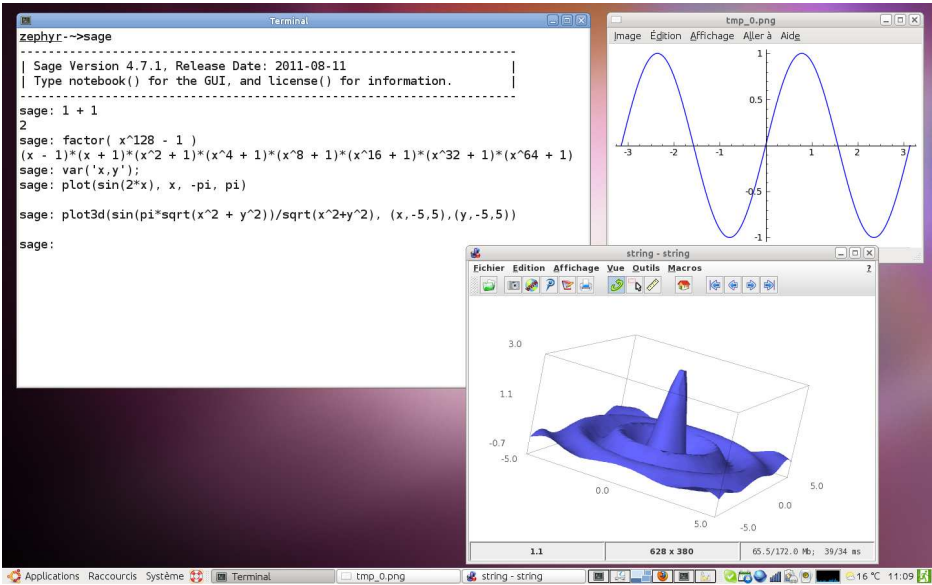 Terminal
zephyr-~>sage
----------------------------------------------------------------------
| Sage Version 4.7.1, Release Date: 2011-08-11                       |
| Type notebook() for the GUI, and license() for information.        |
----------------------------------------------------------------------
sage: 1 + 1
2
sage: factor( x^128 - 1 )
(x - 1)*(x + 1)*(x^2 + 1)*(x^4 + 1)*(x^8 + 1)*(x^16 + 1)*(x^32 + 1)*(x^64 + 1)
sage: var('x,y');
sage: plot(sin(2*x), x, -pi, pi)
sage: plot3d(sin(pi*sqrt(x^2 + y^2))/sqrt(x^2+y^2), (x,-5,5),(y,-5,5))
sage:
tmp_0.png
Image Édition Affichage Aller à Aide
1
0.5
-3 -2 -1 1 2 3
-0.5
-1
string - string
Fichier Edition Affichage Vue Outils Macros ?
3.0
1.1
-0.7
-5.0
0.0
5.0
-5.0
0.0
5.0
1.1 628 x 380 65.5/172.0 Mb; 39/34 ms
Applications Raccourcis Système Terminal tmp_0.png string - string 16 °C 11:09